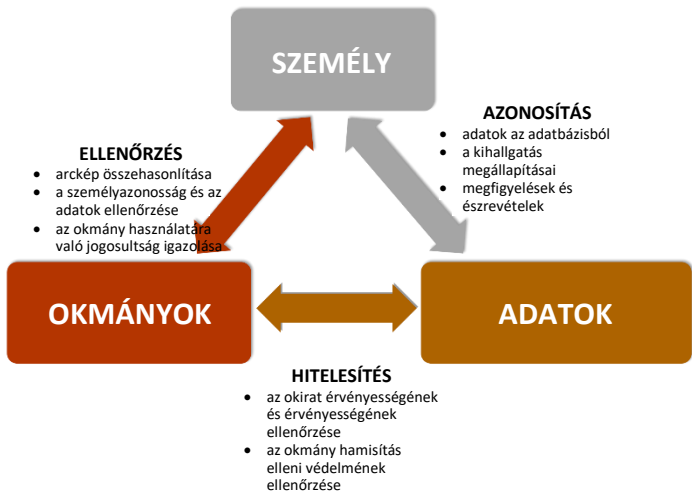 SZEMÉLY
AZONOSÍTÁS
• adatok az adatbázisból
• a kihallgatás
megállapításai
• megfigyelések és
észrevételek
ELLENŐRZÉS
• arckép összehasonlítása
• a személyazonosság és az
adatok ellenőrzése
• az okmány használatára
való jogosultság igazolása
OKMÁNYOK
ADATOK
HITELESÍTÉS
• az okirat érvényességének
és érvényességének
ellenőrzése
• az okmány hamisítás
elleni védelmének
ellenőrzése